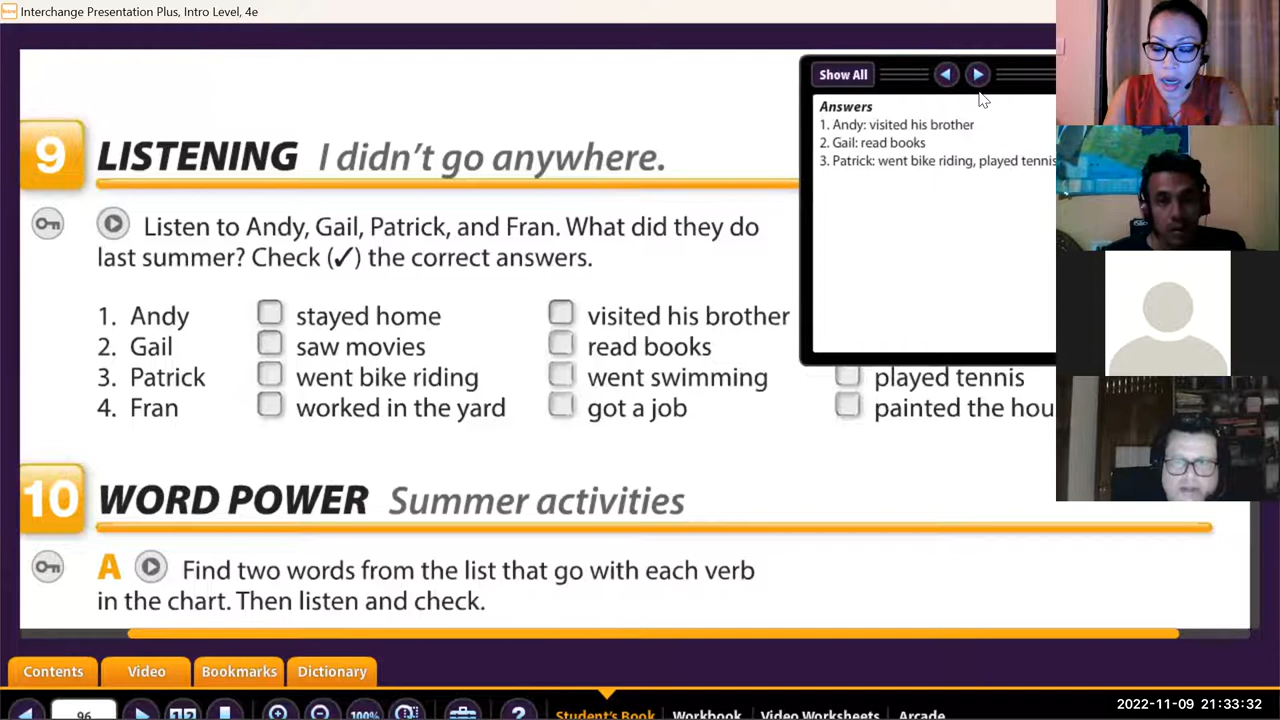 Interchange Presentation Plus, Intro Level, 4e
9 LISTENING I didn't go anywhere.
Listen to Andy, Gail, Patrick, and Fran. What did they do
last summer? Check (✓) the correct answers.
1. Andy stayed home visited his brother
2. Gail saw movies read books
3. Patrick went bike riding went swimming played tennis
4. Fran worked in the yard got a job painted the hou
Show All
Answers
1. Andy: visited his brother
2. Gail: read books
3. Patrick: went bike riding, played tennis
10 WORD POWER Summer activities
A Find two words from the list that go with each verb
in the chart. Then listen and check.
Contents Video Bookmarks Dictionary
96 100% ? Student's Book Workbook Video Worksheets Arcade
2022-11-09 21:33:32